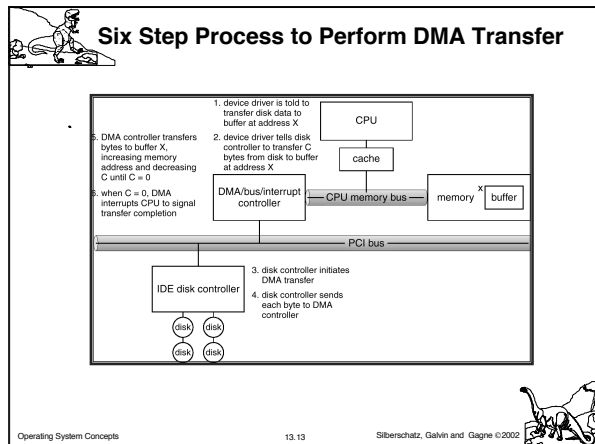 Six Step Process to Perform DMA Transfer
1. device driver is told to
transfer disk data to
buffer at address X
2. device driver tells disk
controller to transfer C
bytes from disk to buffer
at address X
5. DMA controller transfers
bytes to buffer X,
increasing memory
address and decreasing
C until C = 0
6. when C = 0, DMA
interrupts CPU to signal
transfer completion
CPU
cache
DMA/bus/interrupt
controller
CPU memory bus
memory
X
buffer
PCI bus
IDE disk controller
3. disk controller initiates
DMA transfer
4. disk controller sends
each byte to DMA
controller
disk
disk
disk
disk
Operating System Concepts
13.13
Silberschatz, Galvin and Gagne ©2002